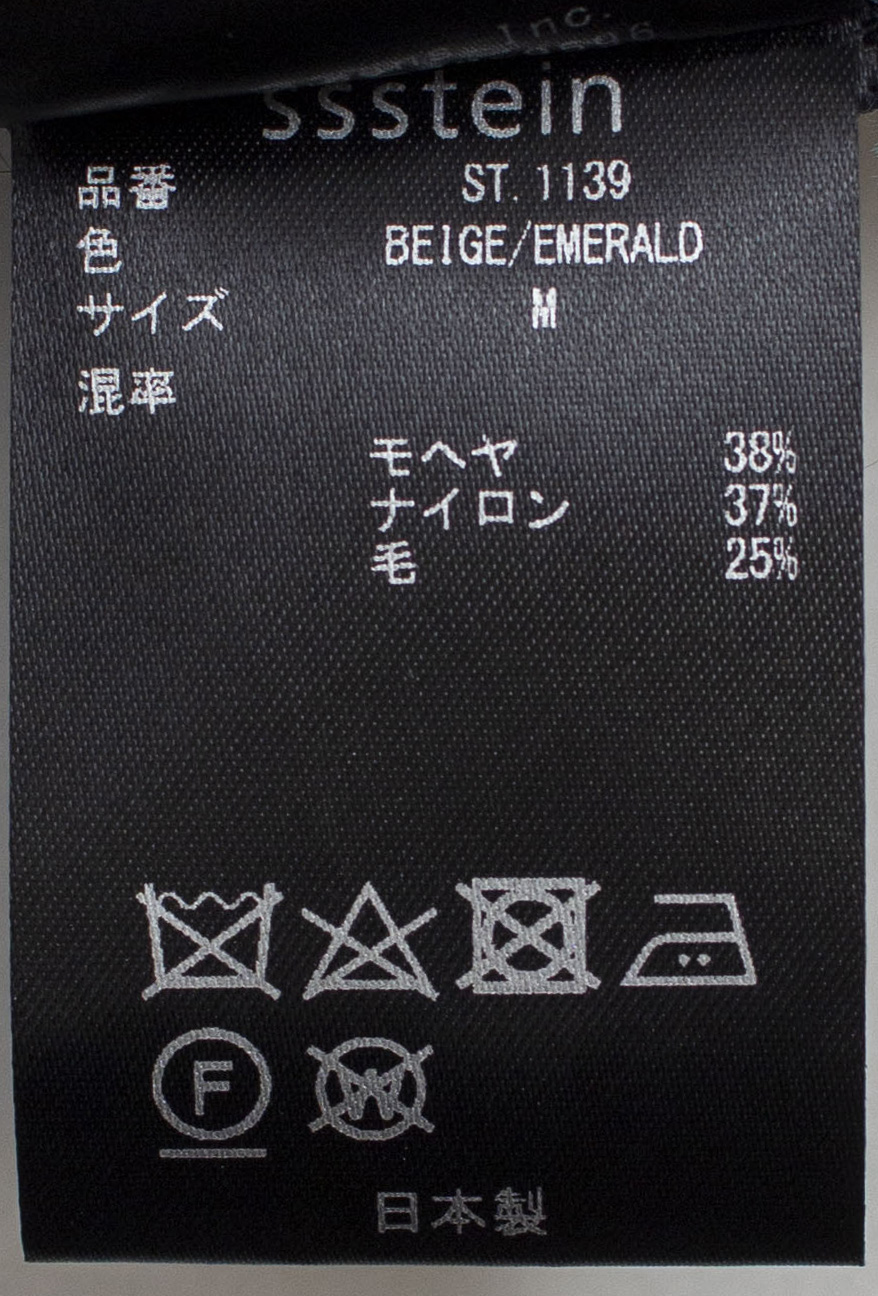 Inc.
ssstein
品番 ST.1139
色 BEIGE/EMERALD
サイズ M
混率
モヘヤ 38%
ナイロン 37%
毛 25%
F
W
日本製